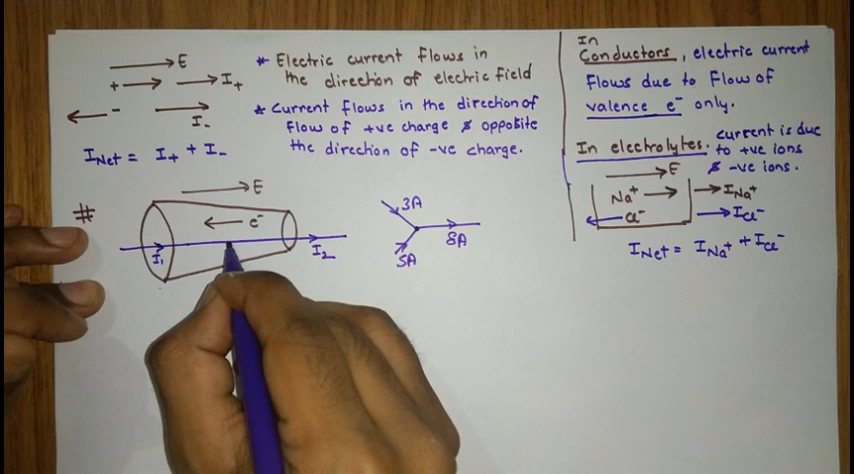 E
+ I+
- I-
INet = I+ + I-
* Electric current flows in
the direction of electric field
* Current flows in the direction of
flow of +ve charge & opposite
the direction of -ve charge.
In
Conductors, electric current
flows due to flow of
valence e- only.
In electrolytes. current is due
to +ve ions
& -ve ions.
E
Na+ INa+
Cl- ICl-
INet = INa+ + ICl-
#
E
e-
I1 I2
3A
5A
8A